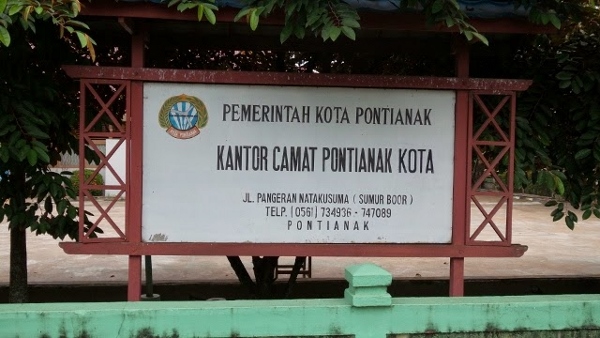 PEMERINTAH KOTA PONTIANAK
KANTOR CAMAT PONTIANAK KOTA
JL. PANGERAN NATAKUSUMA ( SUMUR BOOR )
TELP. (0561) 734936 - 747089
PONTIANAK